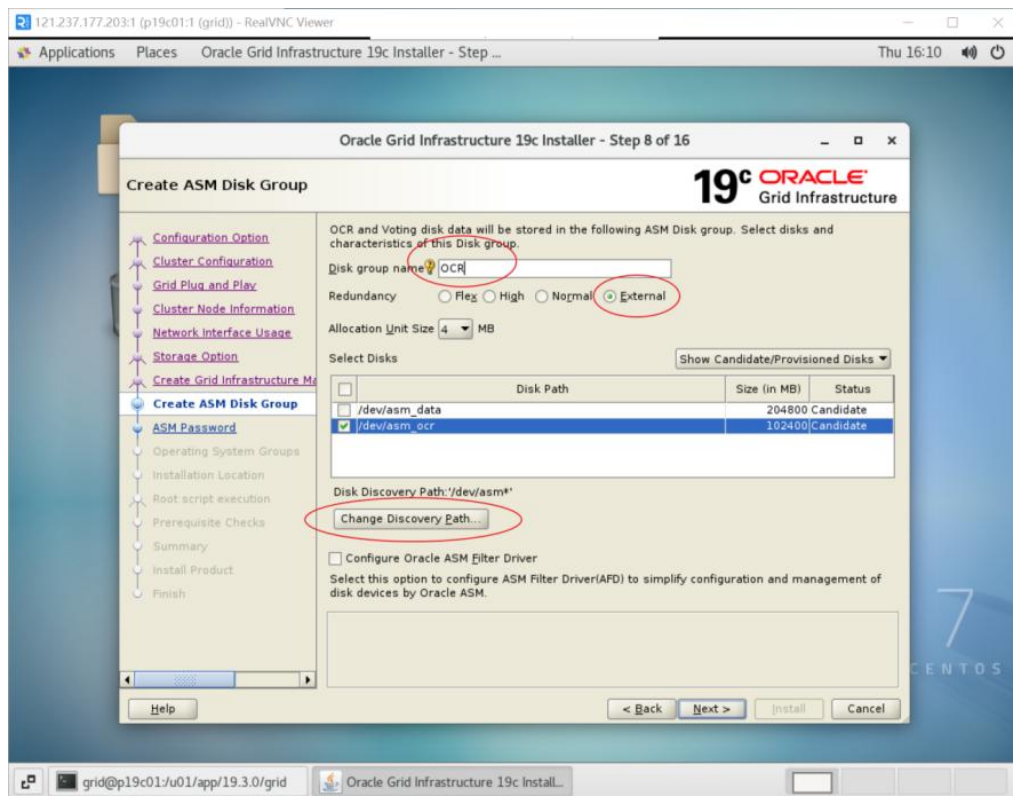 121.237.177.203:1 (p19c01:1 (grid)) - RealVNC Viewer
Applications Places Oracle Grid Infrastructure 19c Installer - Step ... Thu 16:10
Oracle Grid Infrastructure 19c Installer - Step 8 of 16
Create ASM Disk Group
19c ORACLE
Grid Infrastructure
Configuration Option
Cluster Configuration
Grid Plug and Play
Cluster Node Information
Network Interface Usage
Storage Option
Create Grid Infrastructure Ma
Create ASM Disk Group
ASM Password
Operating System Groups
Installation Location
Root script execution
Prerequisite Checks
Summary
Install Product
Finish
OCR and Voting disk data will be stored in the following ASM Disk group. Select disks and
characteristics of this Disk group.
Disk group name OCR
Redundancy Flex High Normal External
Allocation Unit Size 4 MB
Select Disks Show Candidate/Provisioned Disks
Disk Path Size (in MB) Status
/dev/asm_data 204800 Candidate
/dev/asm_ocr 102400 Candidate
Disk Discovery Path:'/dev/asm*'
Change Discovery Path...
Configure Oracle ASM Filter Driver
Select this option to configure ASM Filter Driver(AFD) to simplify configuration and management of
disk devices by Oracle ASM.
Help < Back Next > Install Cancel
7
CENTOS
grid@p19c01:/u01/app/19.3.0/grid Oracle Grid Infrastructure 19c Install...